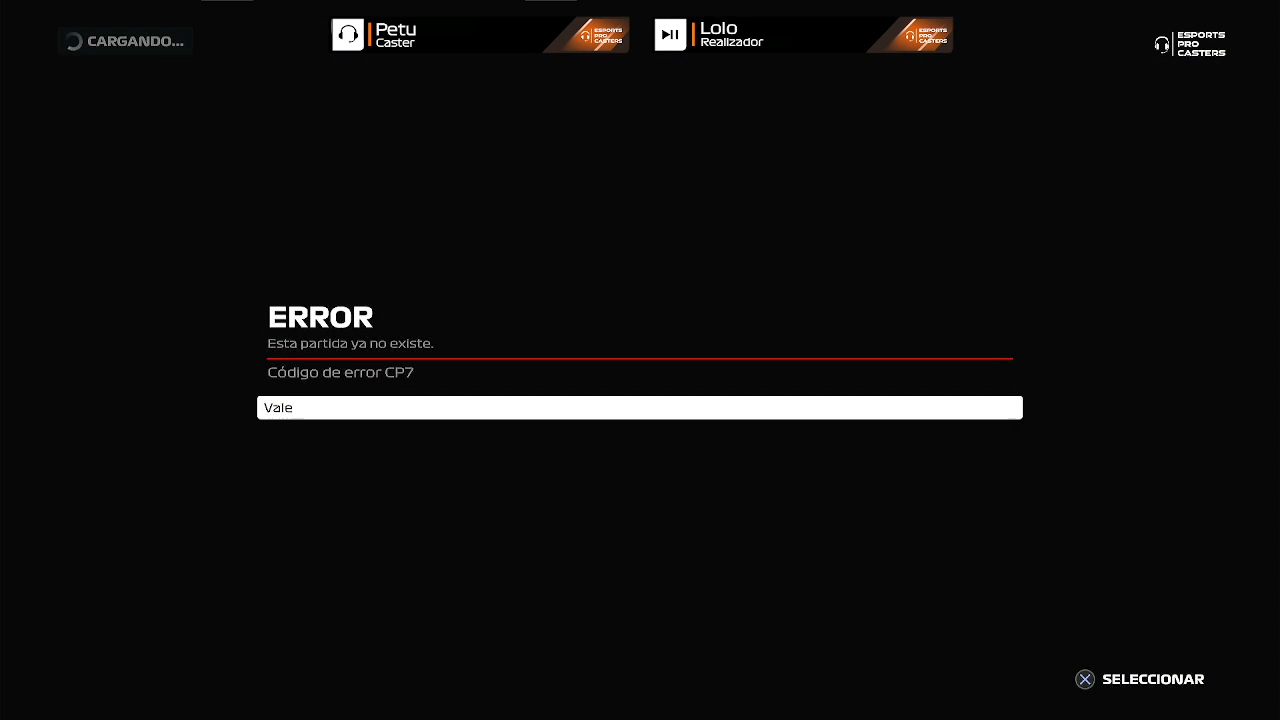 CARGANDO...
Petu
Caster
ESPORTS
PRO
CASTERS
Lolo
Realizador
ESPORTS
PRO
CASTERS
ESPORTS
PRO
CASTERS
ERROR
Esta partida ya no existe.
Código de error CP7
Vale
SELECCIONAR